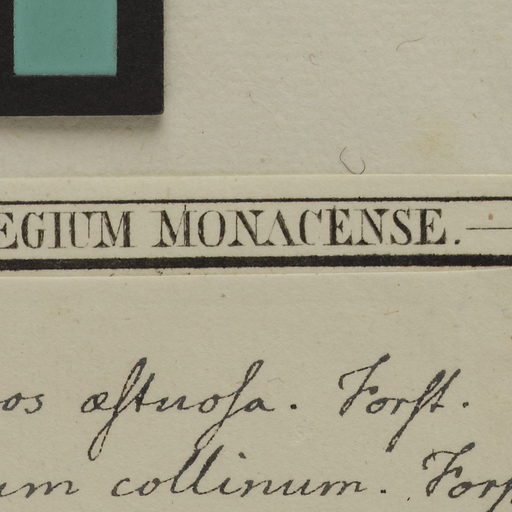 EGIUM MONACENSE.
os æſtuoſa. Forſt.
um collinum. Forſ